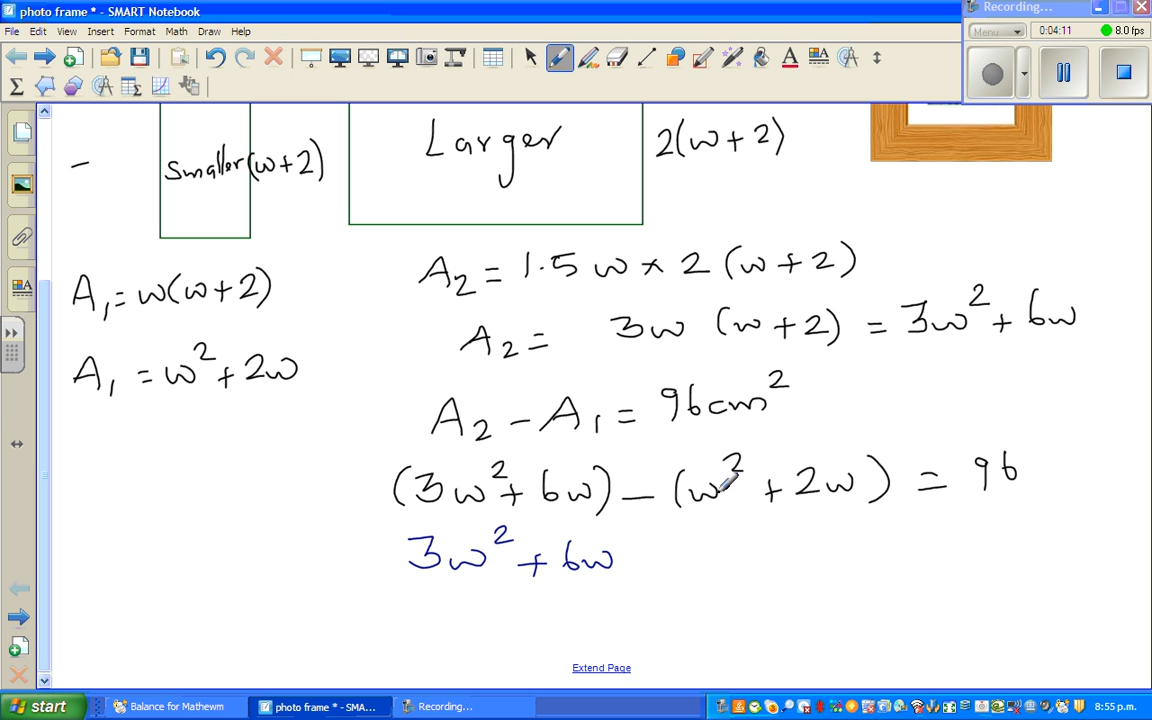 photo frame * - SMART Notebook
Recording...
File Edit View Insert Format Math Draw Help
Menu
0:04:11
8.0 fps
Larger
2(w+2)
-
smaller
(w+2)
A₂ = 1.5w × 2 (w+2)
A₁ = w(w+2)
A₂ = 3w (w+2) = 3w² + 6w
A₁ = w² + 2w
A₂ - A₁ = 96cm²
(3w² + 6w) - (w² + 2w) = 96
3w² + 6w
Extend Page
start
Balance for Mathewm
photo frame * - SMA...
Recording...
8:55 p.m.